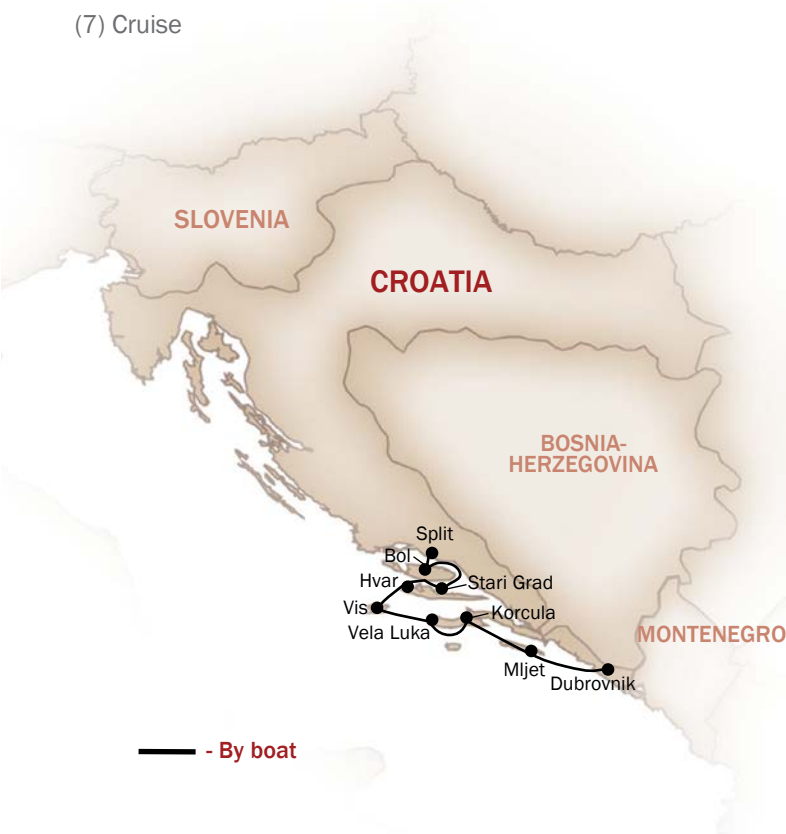 (7) Cruise
SLOVENIA
CROATIA
BOSNIA-
HERZEGOVINA
Split
Bol
Hvar
Stari Grad
Vis
Korcula
Vela Luka
MONTENEGRO
Mljet
Dubrovnik
- By boat